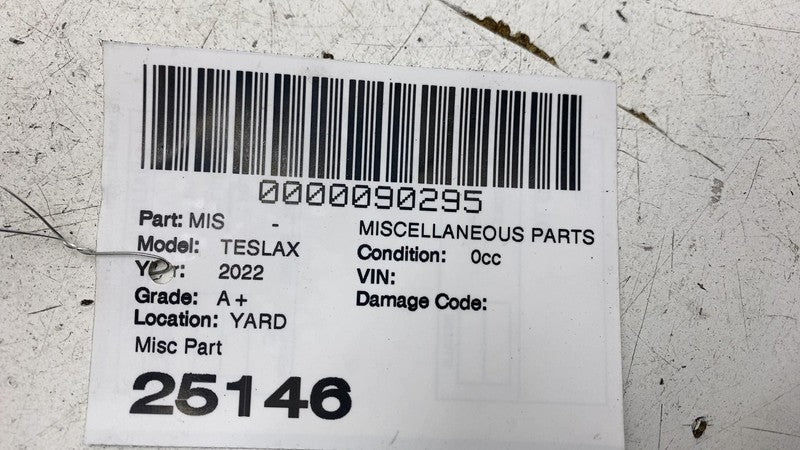 0000090295
Part: MIS - MISCELLANEOUS PARTS
Model: TESLAX Condition: 0cc
2022 VIN:
Grade: A+ Damage Code:
Location: YARD
Misc Part
25146